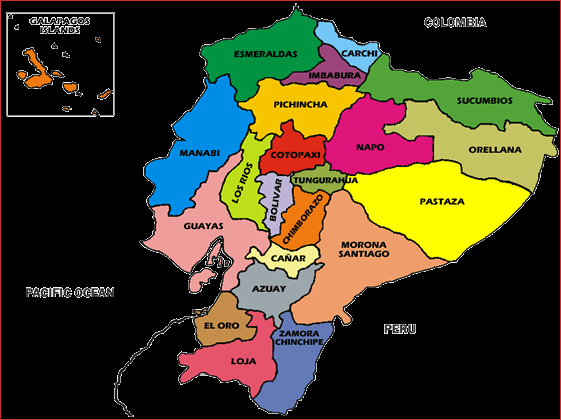 GALAPAGOS
ISLANDS
COLOMBIA
ESMERALDAS
CARCHI
IMBABURA
PICHINCHA
SUCUMBIOS
MANABI
LOS RIOS
COTOPAXI
NAPO
ORELLANA
TUNGURAHUA
BOLIVAR
CHIMBORAZO
PASTAZA
GUAYAS
MORONA
SANTIAGO
CAÑAR
AZUAY
PACIFIC OCEAN
EL ORO
ZAMORA
CHINCHIPE
PERU
LOJA